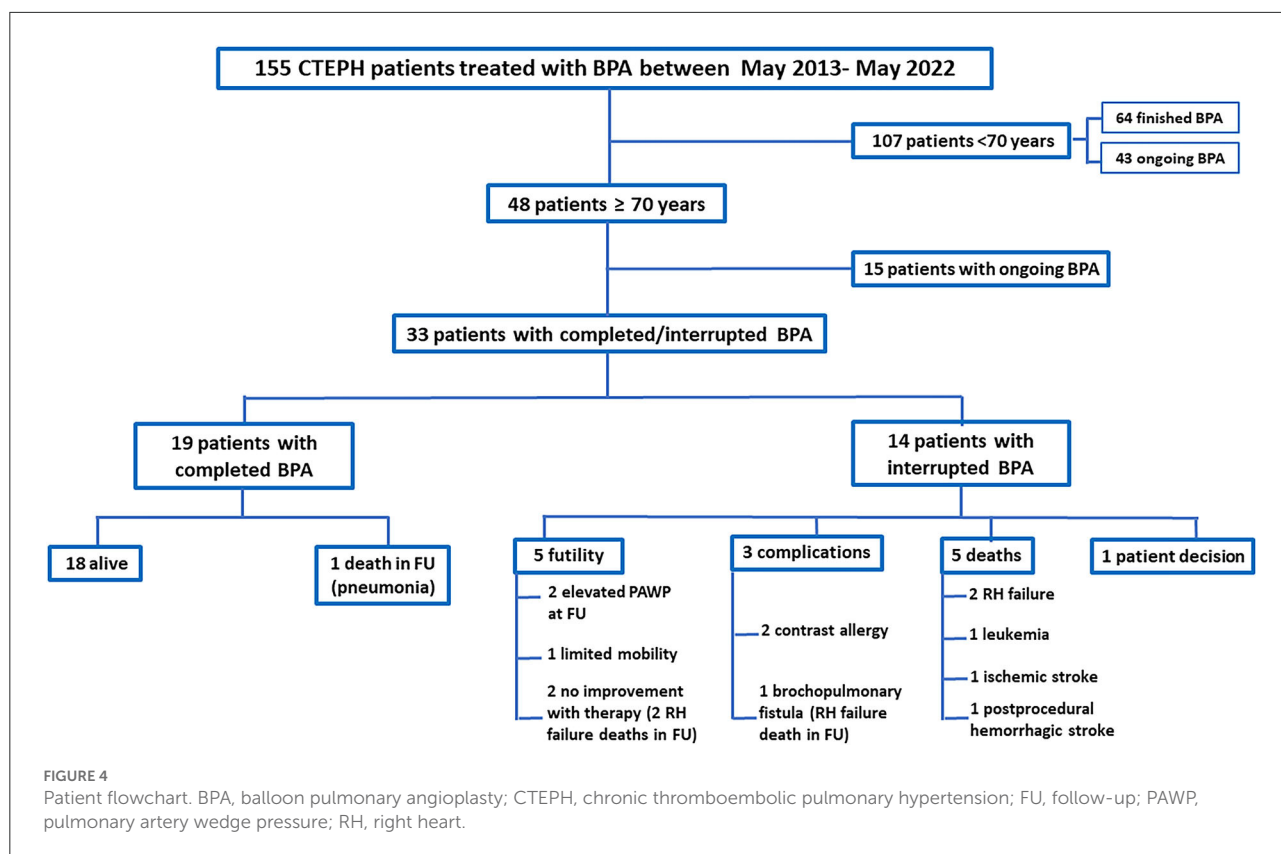 155 CTEPH patients treated with BPA between May 2013- May 2022
107 patients <70 years
64 finished BPA
43 ongoing BPA
48 patients ≥ 70 years
15 patients with ongoing BPA
33 patients with completed/interrupted BPA
19 patients with
completed BPA
14 patients with
interrupted BPA
18 alive
1 death in FU
(pneumonia)
5 futility
2 elevated PAWP
at FU
1 limited mobility
2 no improvement
with therapy (2 RH
failure deaths in FU)
3 complications
2 contrast allergy
1 brochopulmonary
fistula (RH failure
death in FU)
5 deaths
2 RH failure
1 leukemia
1 ischemic stroke
1 postprocedural
hemorrhagic stroke
1 patient decision
FIGURE 4
Patient flowchart. BPA, balloon pulmonary angioplasty; CTEPH, chronic thromboembolic pulmonary hypertension; FU, follow-up; PAWP,
pulmonary artery wedge pressure; RH, right heart.